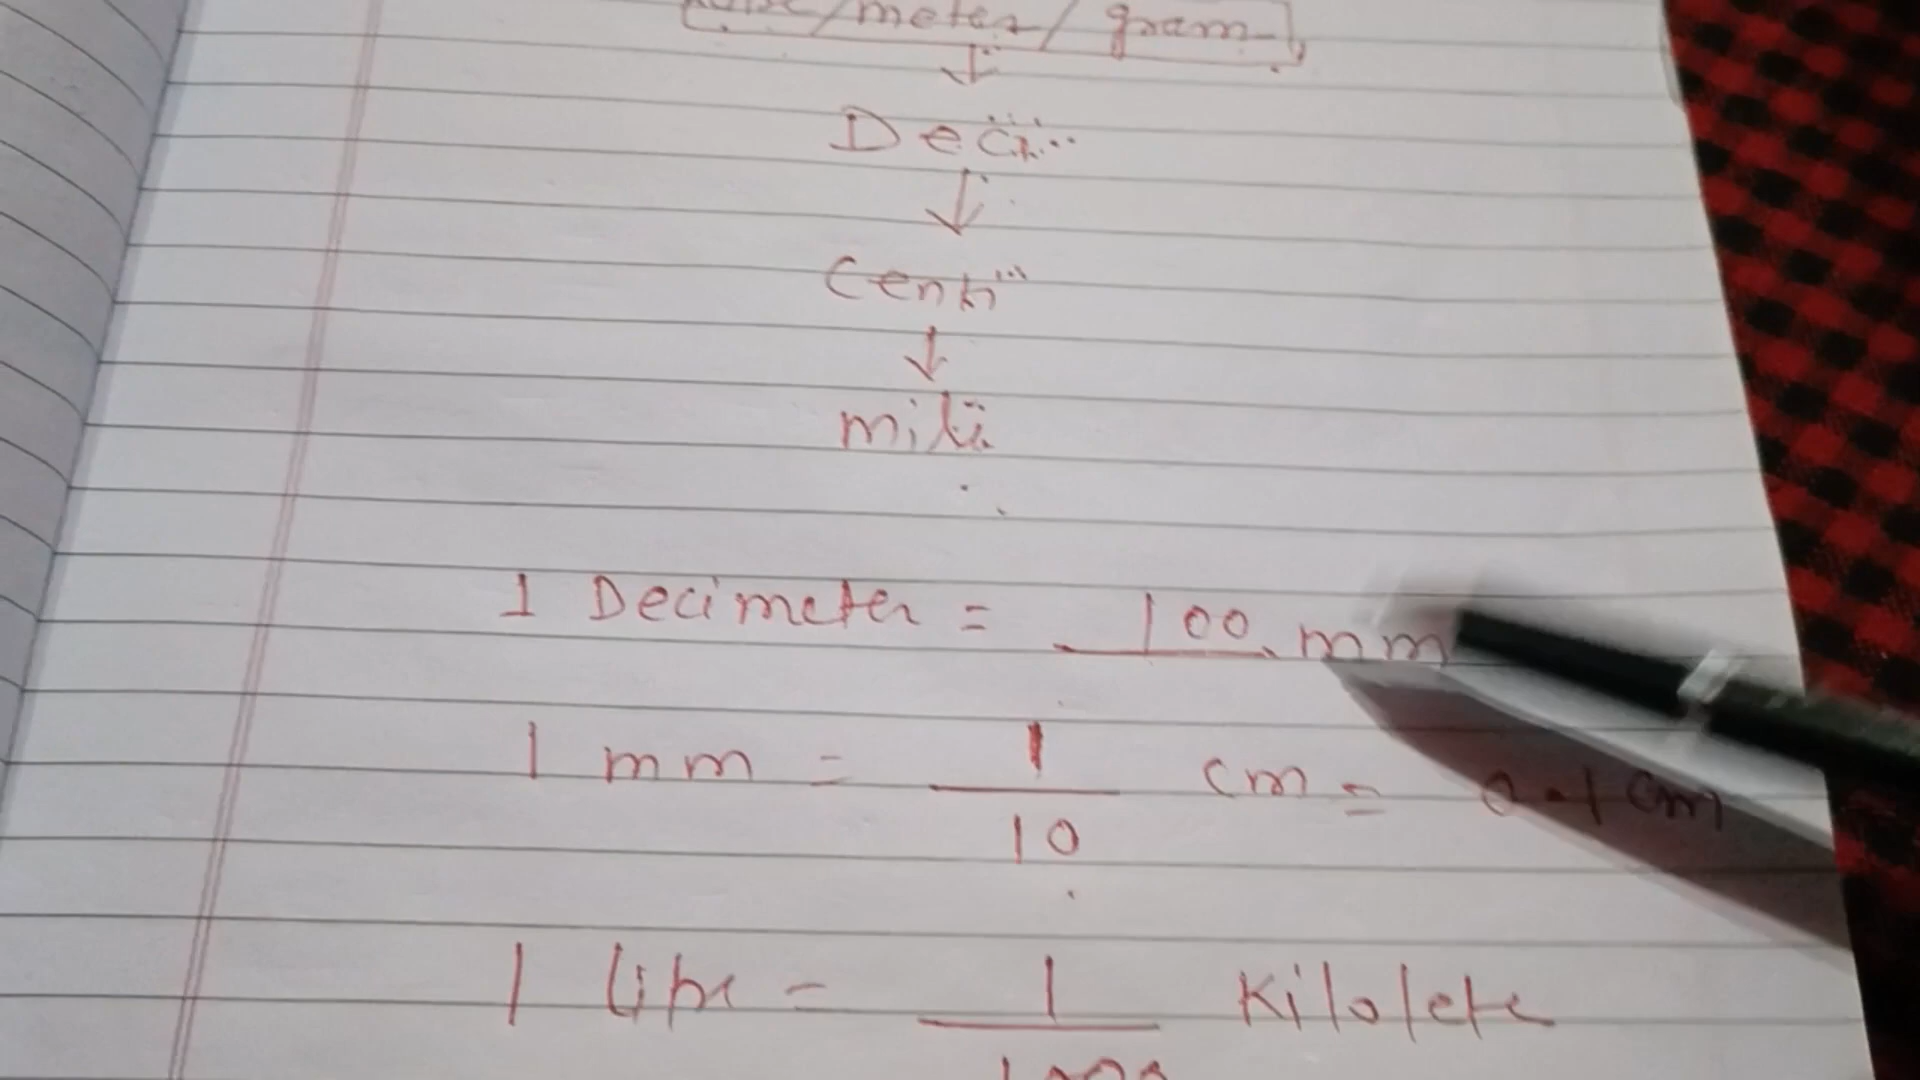 /meter/gram
↓
Deci
↓
Centi
↓
mili
1 Decimeter = 100 mm
1 mm = 1/10 cm = 0.1 cm
1 Litre = 1/1000 Kilolete